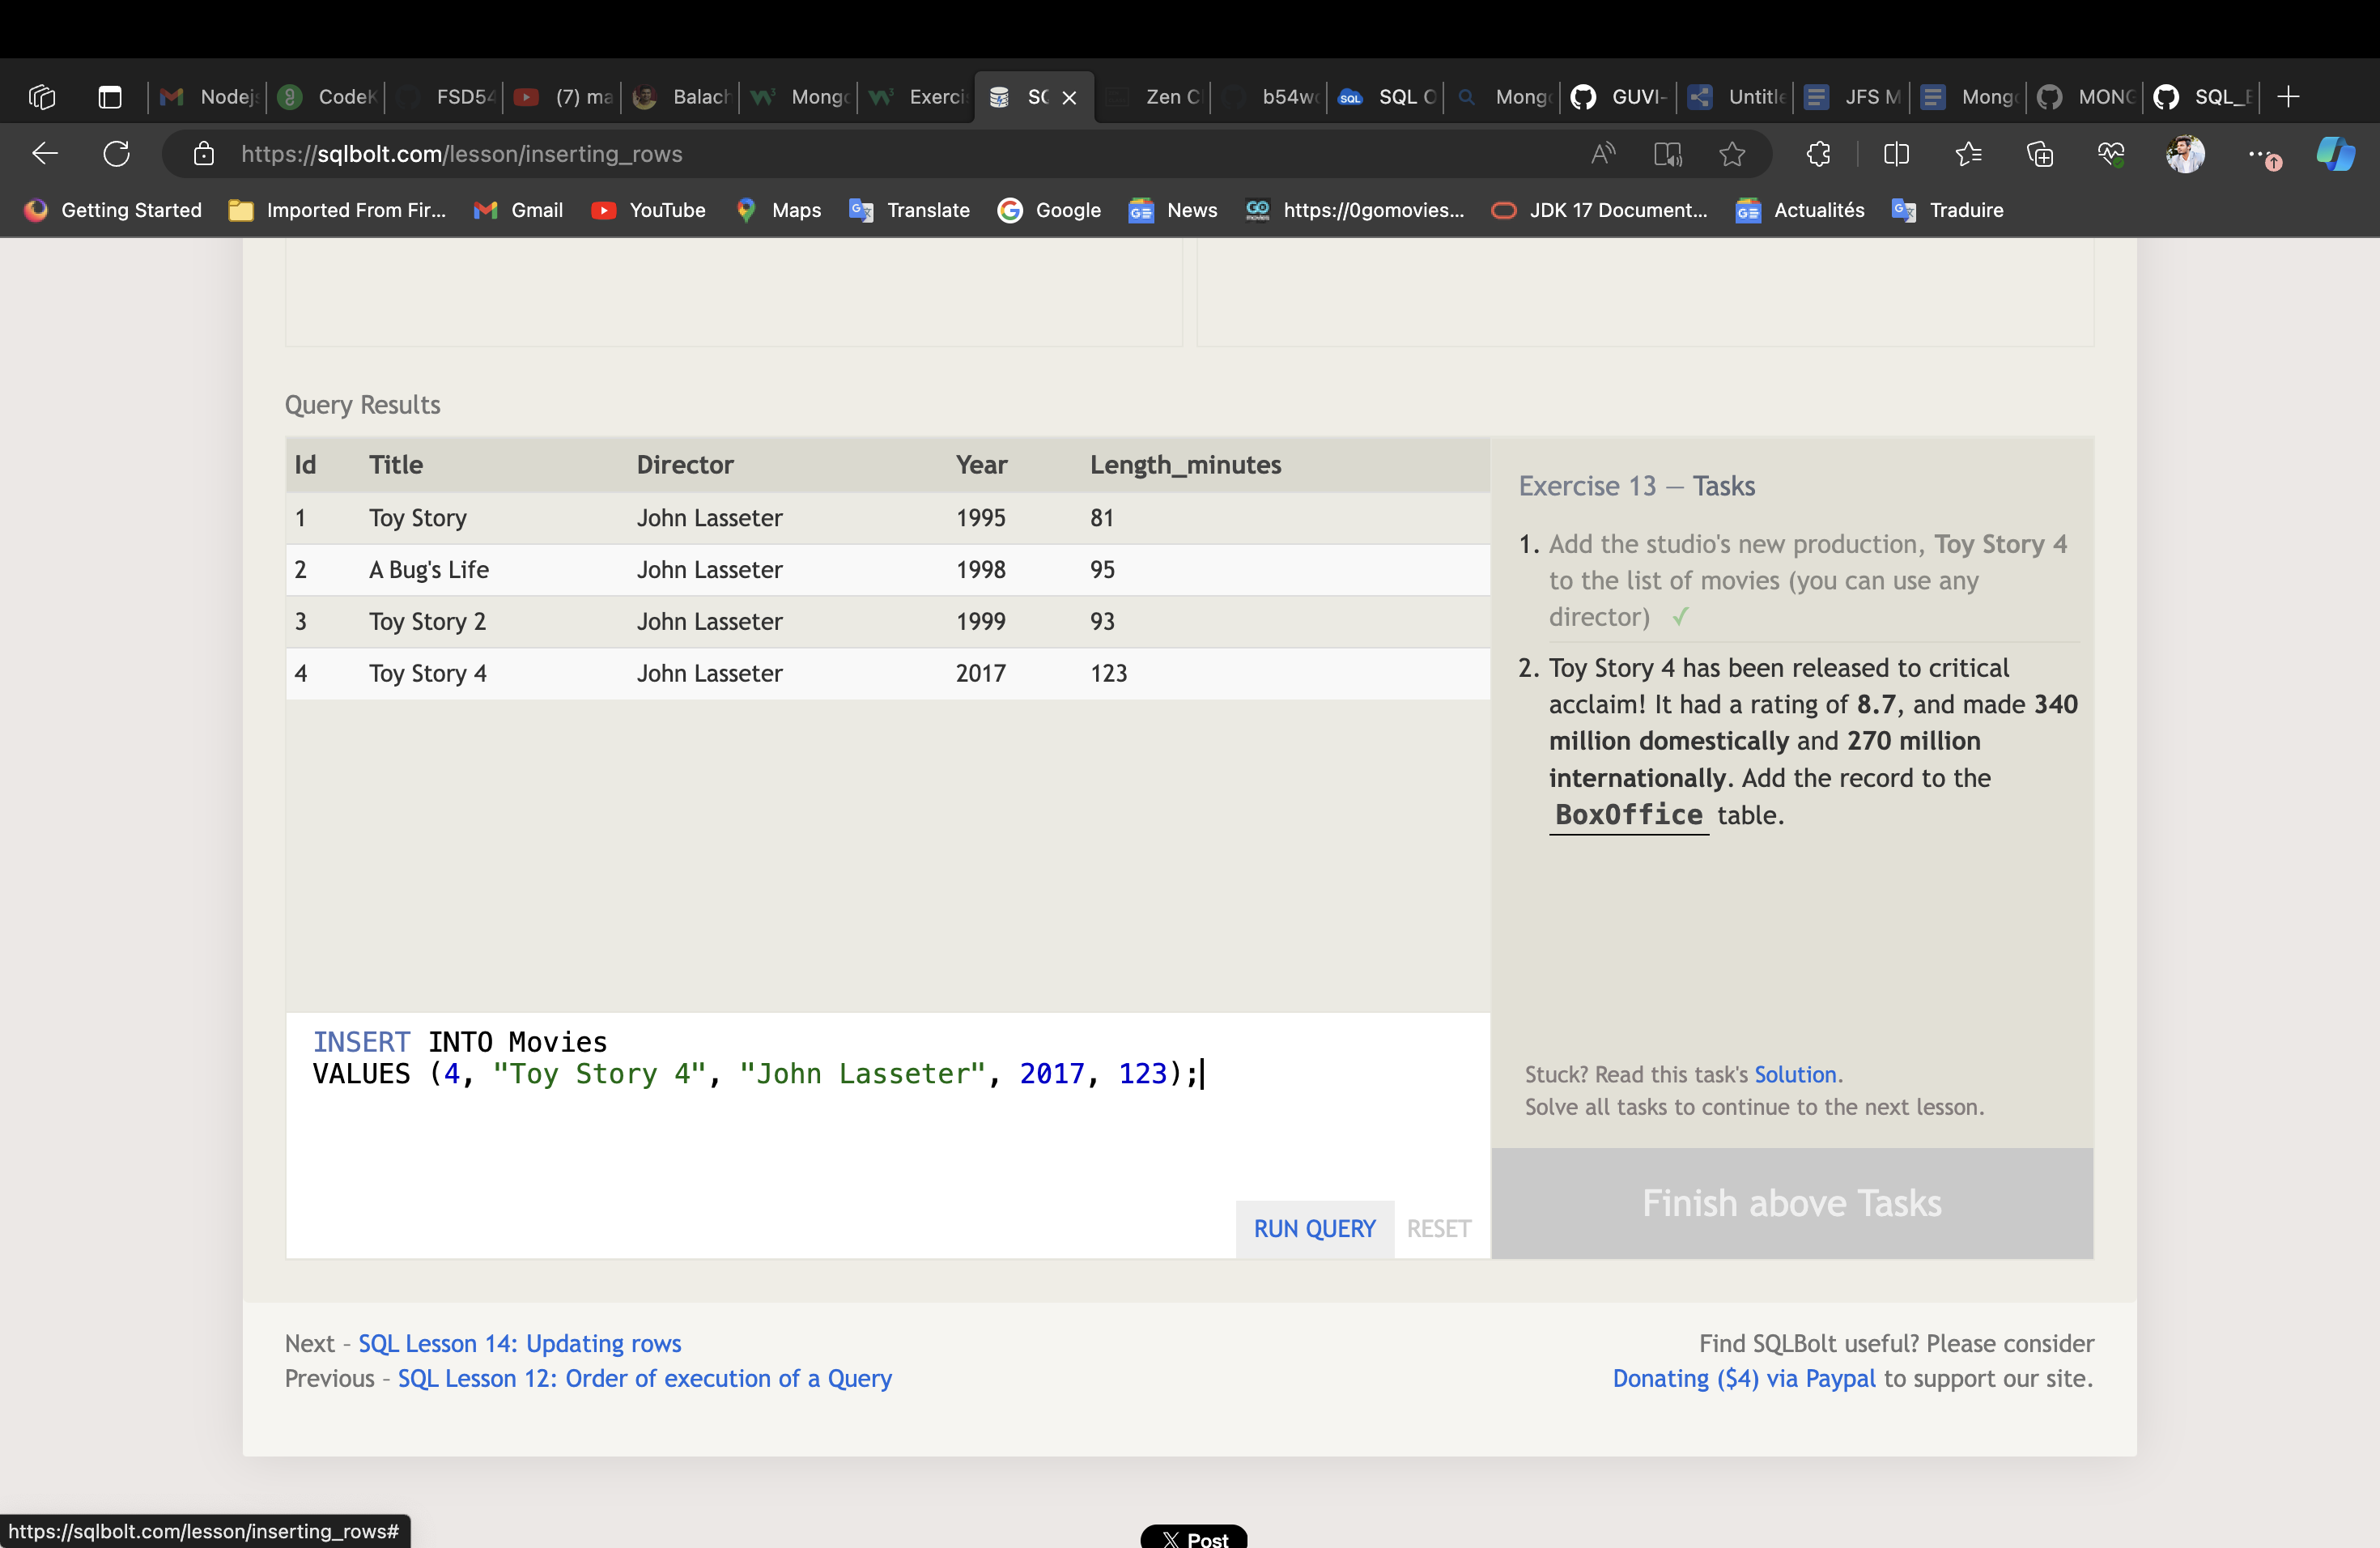 Nodej CodeK FSD54 (7) ma Balach Mong Exerci SQ Zen C b54w SQL O Mong GUVI- Untitle JFS M Mong MONG SQL_E
https://sqlbolt.com/lesson/inserting_rows
Getting Started Imported From Fir... Gmail YouTube Maps Translate Google News https://0gomovies... JDK 17 Document... Actualités Traduire
Query Results
Id Title Director Year Length_minutes
1 Toy Story John Lasseter 1995 81
2 A Bug's Life John Lasseter 1998 95
3 Toy Story 2 John Lasseter 1999 93
4 Toy Story 4 John Lasseter 2017 123
Exercise 13 — Tasks
1. Add the studio's new production, Toy Story 4
to the list of movies (you can use any
director) ✓
2. Toy Story 4 has been released to critical
acclaim! It had a rating of 8.7, and made 340
million domestically and 270 million
internationally. Add the record to the
BoxOffice table.
INSERT INTO Movies
VALUES (4, "Toy Story 4", "John Lasseter", 2017, 123);
Stuck? Read this task's Solution.
Solve all tasks to continue to the next lesson.
RUN QUERY RESET
Finish above Tasks
Next – SQL Lesson 14: Updating rows
Previous – SQL Lesson 12: Order of execution of a Query
Find SQLBolt useful? Please consider
Donating ($4) via Paypal to support our site.
https://sqlbolt.com/lesson/inserting_rows#
X Post